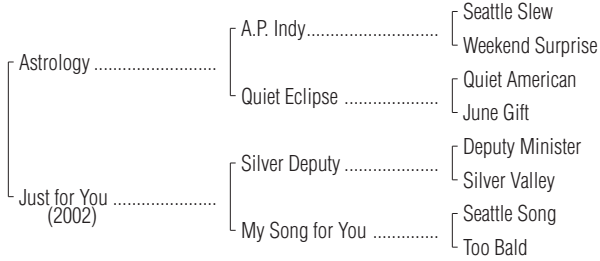 Seattle Slew
A.P. Indy................................
Weekend Surprise
Astrology .............................
Quiet American
Quiet Eclipse ......................
June Gift
Deputy Minister
Silver Deputy ......................
Silver Valley
Just for You .........................
(2002)
Seattle Song
My Song for You ...............
Too Bald